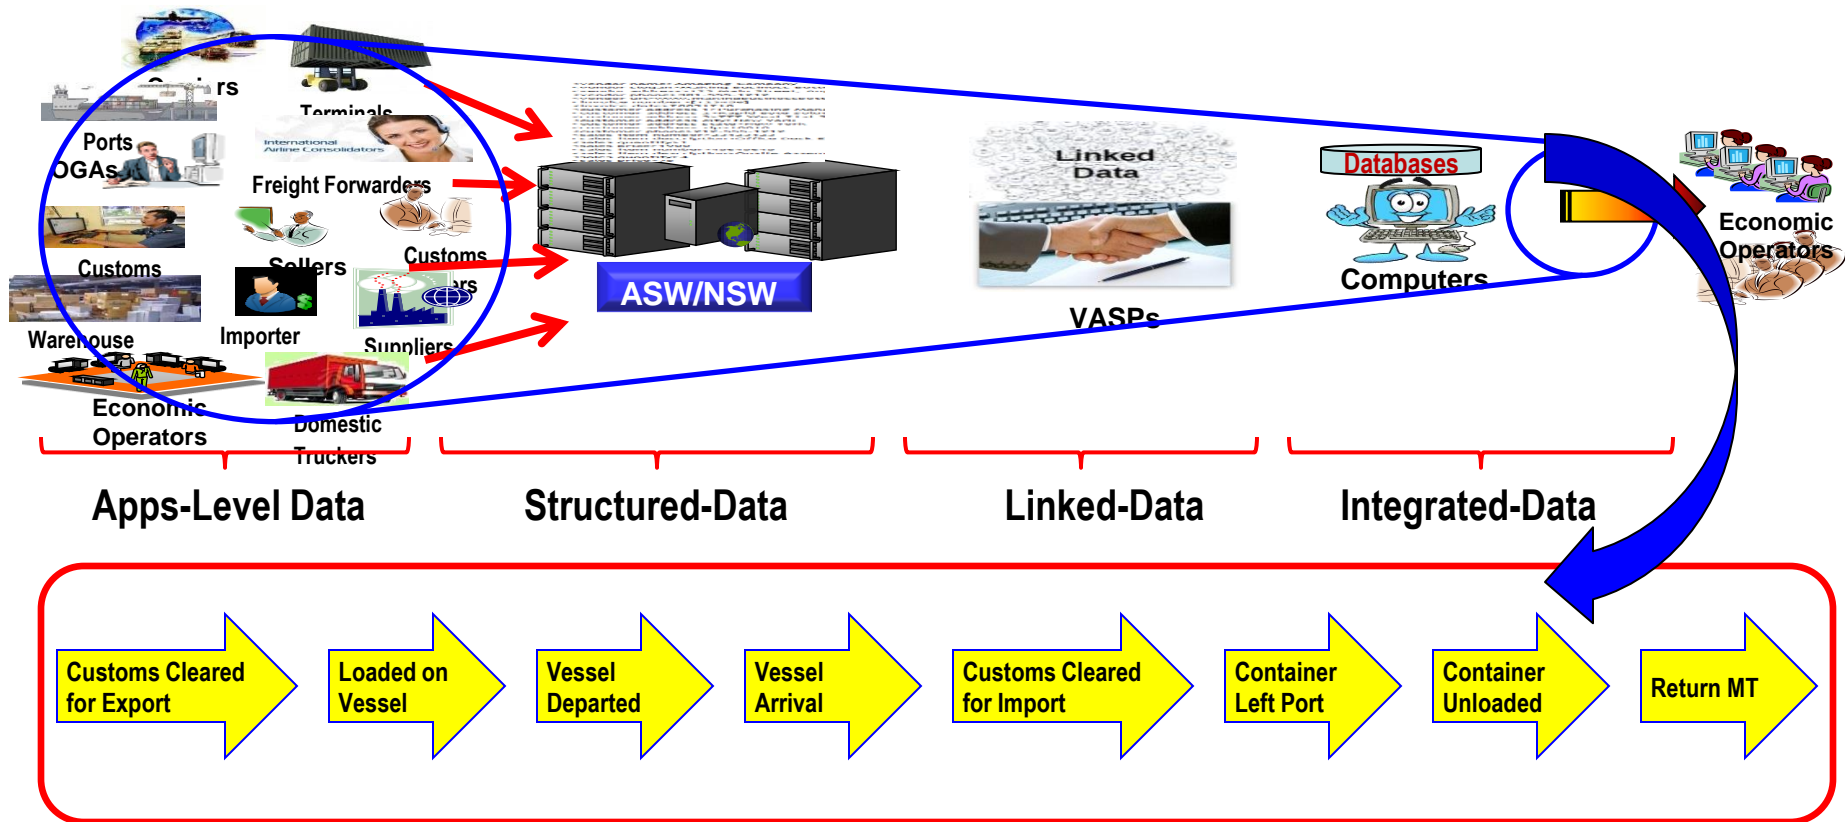 Terminals
Ports
OGAs
International
Airline Consolidators
Freight Forwarders
Customs
Sellers
Customs
Warehouse
Importer
Suppliers
Economic
Operators
Domestic
Truckers
ASW/NSW
Linked
Data
VASPs
Databases
Computers
Economic
Operators
Apps-Level Data
Structured-Data
Linked-Data
Integrated-Data
Customs Cleared
for Export
Loaded on
Vessel
Vessel
Departed
Vessel
Arrival
Customs Cleared
for Import
Container
Left Port
Container
Unloaded
Return MT